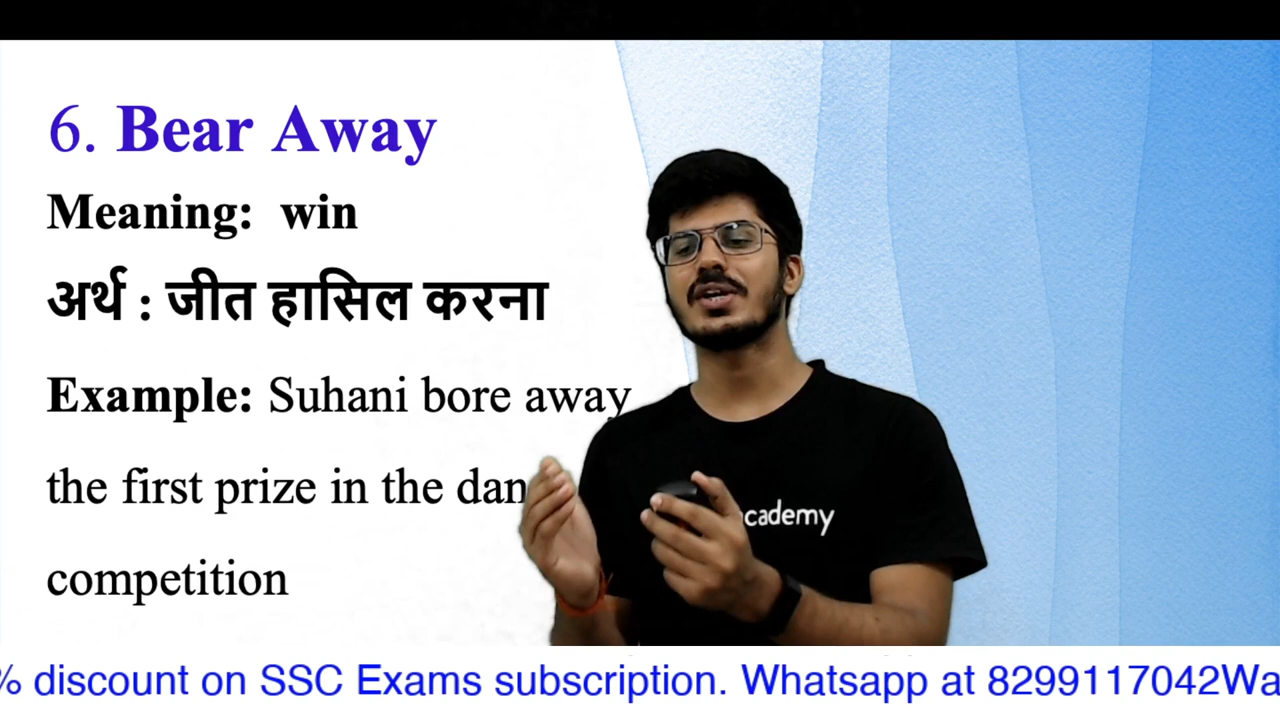 6. Bear Away
Meaning: win
अर्थ : जीत हासिल करना
Example: Suhani bore away
the first prize in the dan
competition
cademy
% discount on SSC Exams subscription. Whatsapp at 8299117042Wa